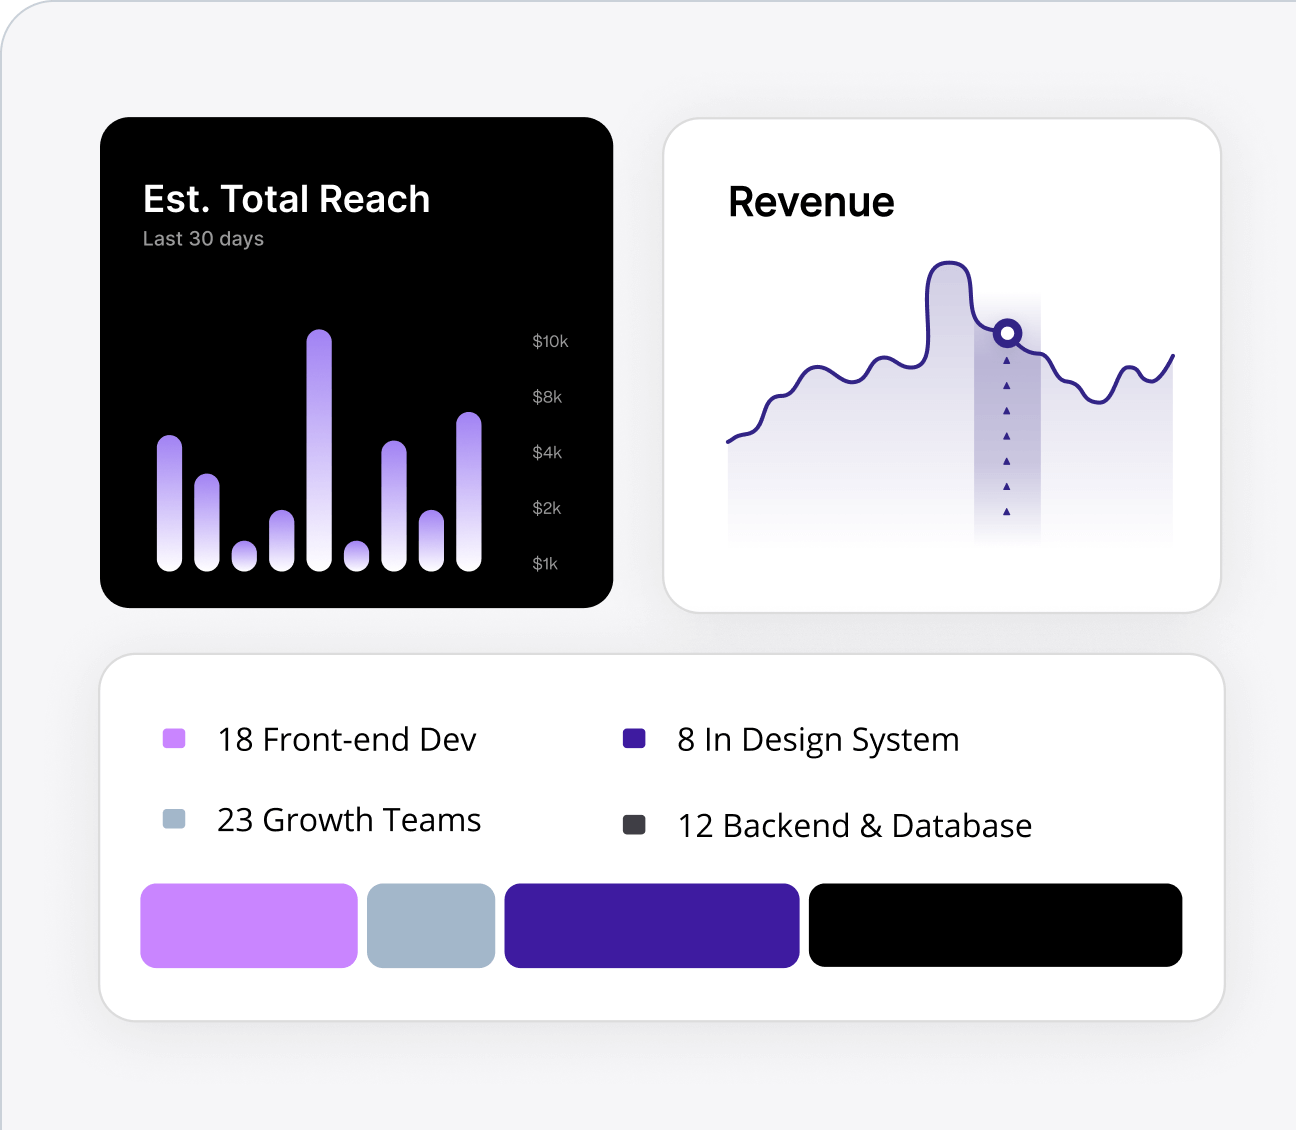 Est. Total Reach
Last 30 days
$10k
$8k
$4k
$2k
$1k
Revenue
18 Front-end Dev
8 In Design System
23 Growth Teams
12 Backend & Database